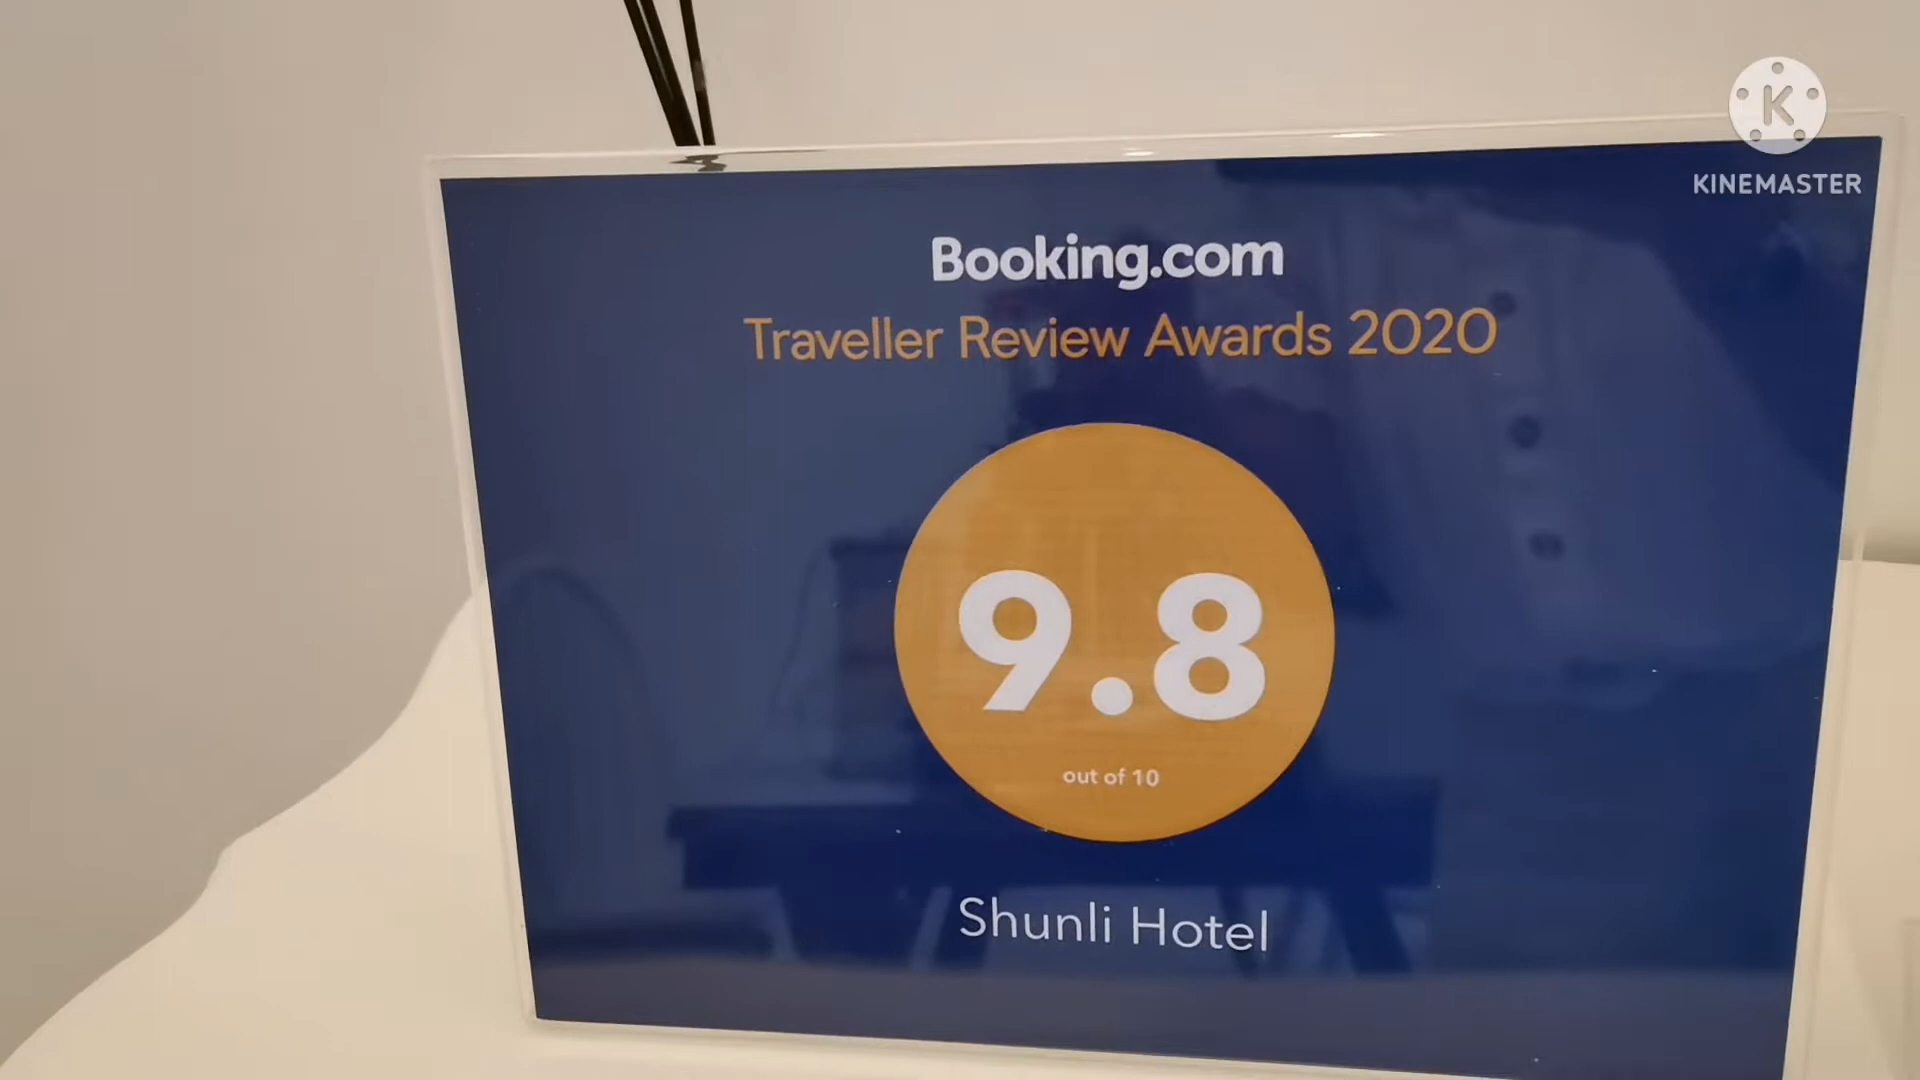 K
KINEMASTER
Booking.com
Traveller Review Awards 2020
9.8
out of 10
Shunli Hotel